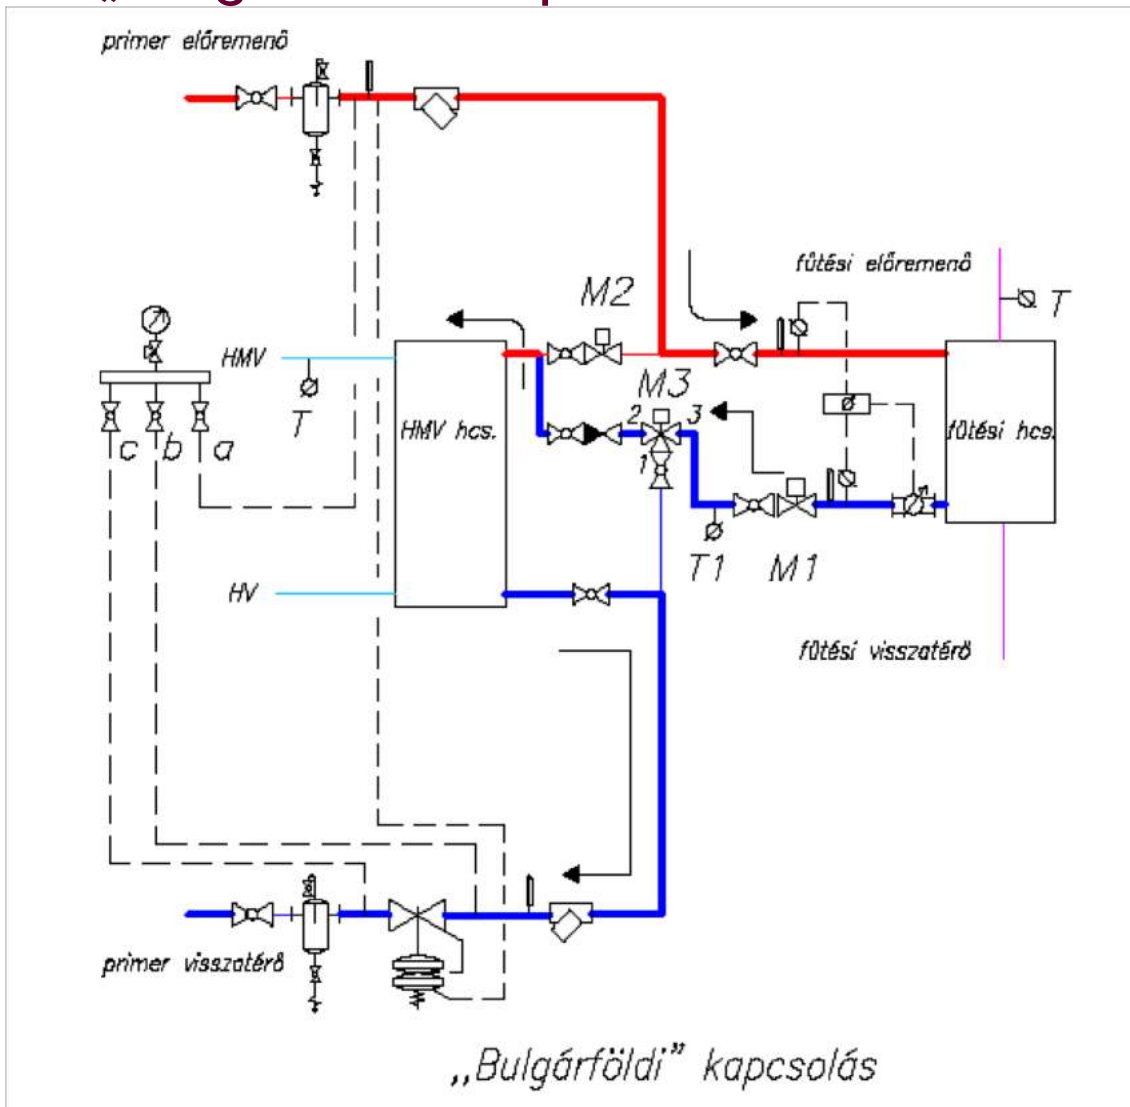 primer előremenő
fűtési előremenő
M2
T
HMV
M3
T
HMV hcs.
2
3
fűtési hcs.
c
b
a
1
T1
M1
HV
fűtési visszatérő
primer visszatérő
„Bulgárföldi” kapcsolás